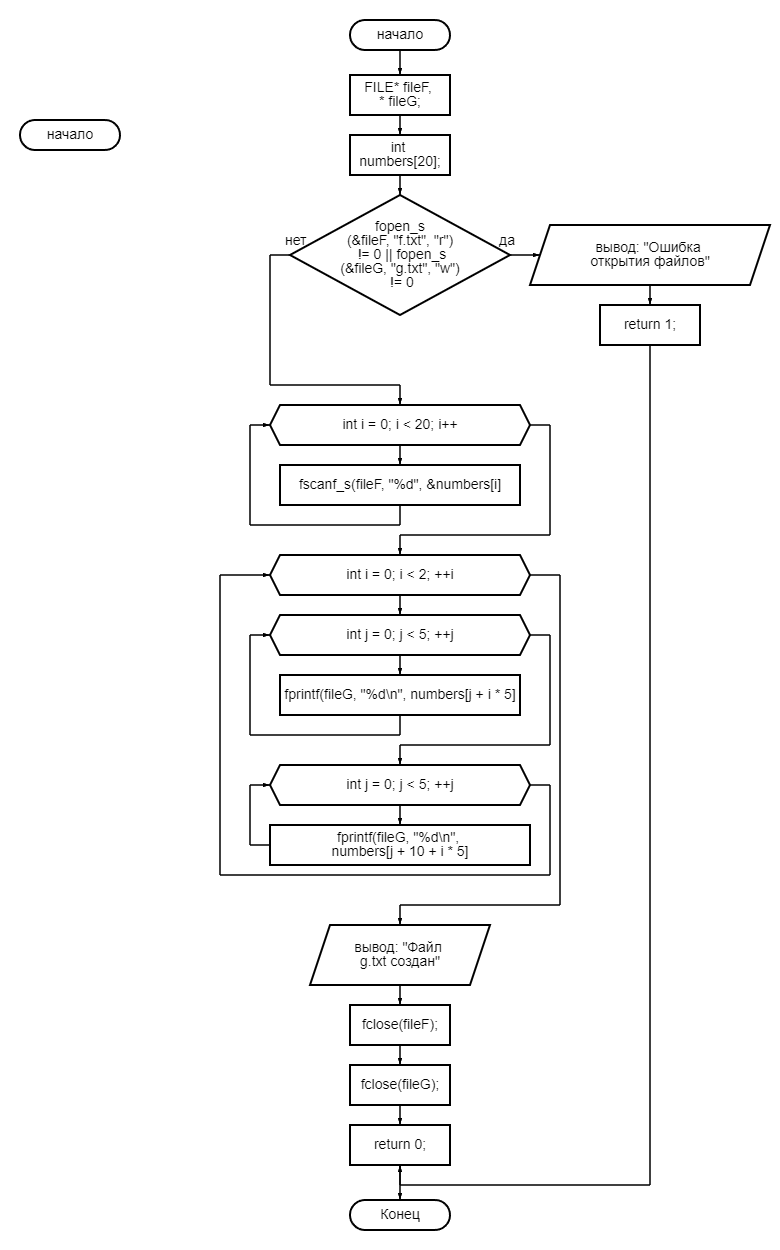 начало
FILE* fileF,
* fileG;
начало
int
numbers[20];
fopen_s
(&fileF, "f.txt", "r")
!= 0 || fopen_s
(&fileG, "g.txt", "w")
!= 0
нет
да
вывод: "Ошибка
открытия файлов"
return 1;
int i = 0; i < 20; i++
fscanf_s(fileF, "%d", &numbers[i]
int i = 0; i < 2; ++i
int j = 0; j < 5; ++j
fprintf(fileG, "%d\n", numbers[j + i * 5]
int j = 0; j < 5; ++j
fprintf(fileG, "%d\n",
numbers[j + 10 + i * 5]
вывод: "Файл
g.txt создан"
fclose(fileF);
fclose(fileG);
return 0;
Конец